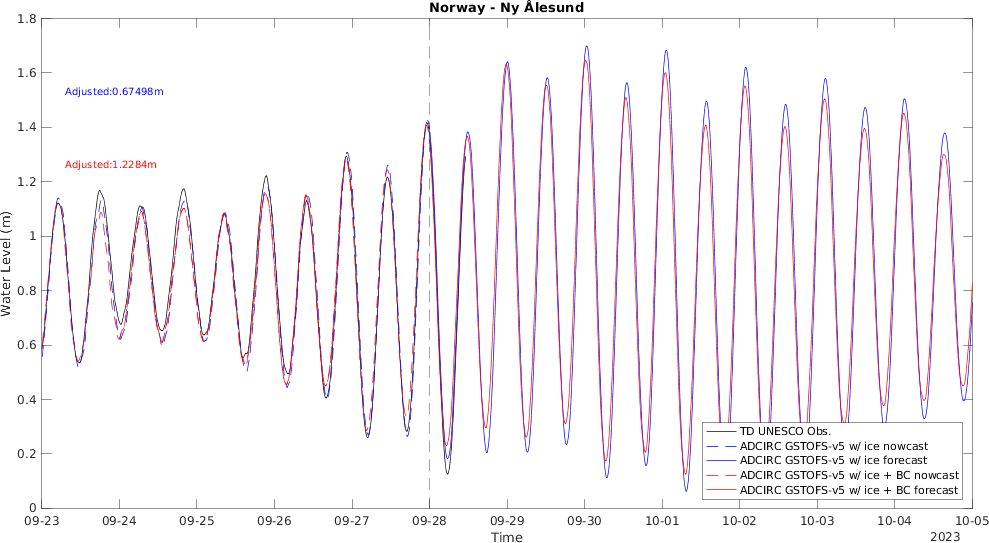 Norway - Ny Ålesund
1.8
1.6
1.4
1.2
1
0.8
0.6
0.4
0.2
0
Water Level (m)
Adjusted:0.67498m
Adjusted:1.2284m
TD UNESCO Obs.
ADCIRC GSTOFS-v5 w/ ice nowcast
ADCIRC GSTOFS-v5 w/ ice forecast
ADCIRC GSTOFS-v5 w/ ice + BC nowcast
ADCIRC GSTOFS-v5 w/ ice + BC forecast
09-23 09-24 09-25 09-26 09-27 09-28 09-29 09-30 10-01 10-02 10-03 10-04 10-05
Time
2023